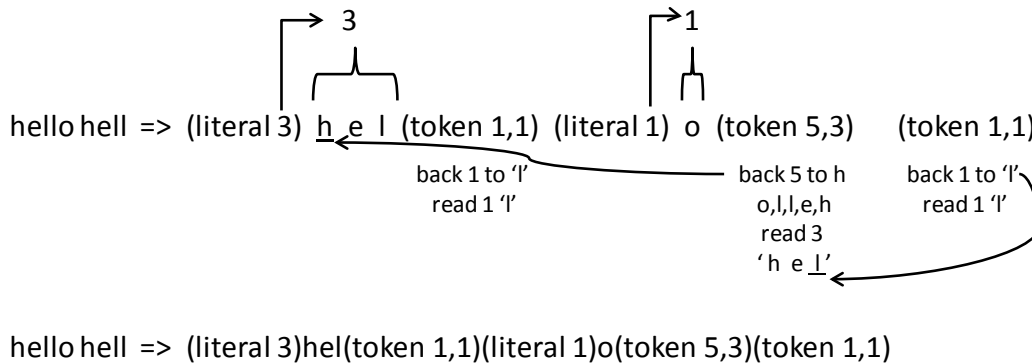 3 1
hello hell => (literal 3) h e l (token 1,1) (literal 1) o (token 5,3) (token 1,1)
back 1 to ‘l’ back 5 to h back 1 to ‘l’
read 1 ‘l’ o,l,l,e,h read 1 ‘l’
read 3
‘ h e l’
hello hell => (literal 3)hel(token 1,1)(literal 1)o(token 5,3)(token 1,1)